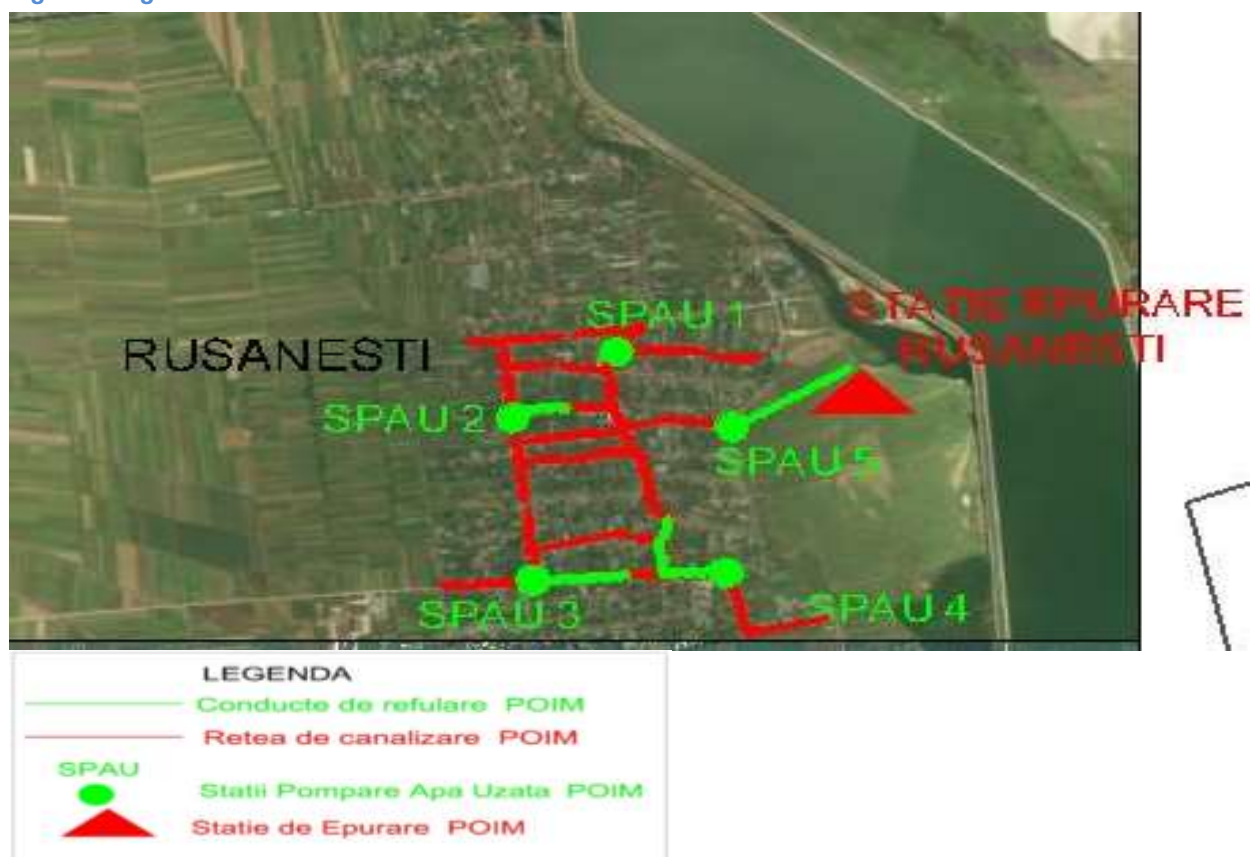 SPAU 1
STATIE EPURARE
RUSANESTI
RUSANESTI
SPAU 2
SPAU 5
SPAU 3
SPAU 4
LEGENDA
Conducte de refulare POIM
Retea de canalizare POIM
SPAU
Statii Pompare Apa Uzata POIM
Statie de Epurare POIM